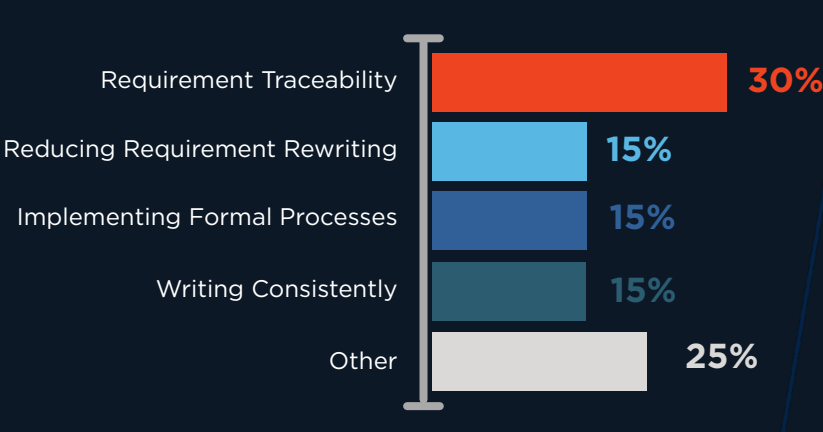 Requirement Traceability 30%
Reducing Requirement Rewriting 15%
Implementing Formal Processes 15%
Writing Consistently 15%
Other 25%